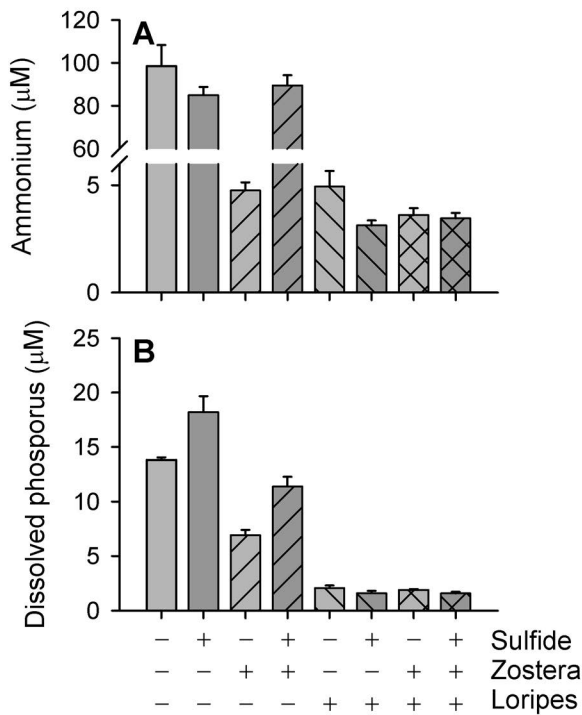 A
Ammonium (μM)
120
100
80
60
5
0
B
Dissolved phosporus (μM)
25
20
15
10
5
0
− + − + − + − + Sulfide
− − + + − − + + Zostera
− − − − + + + + Loripes